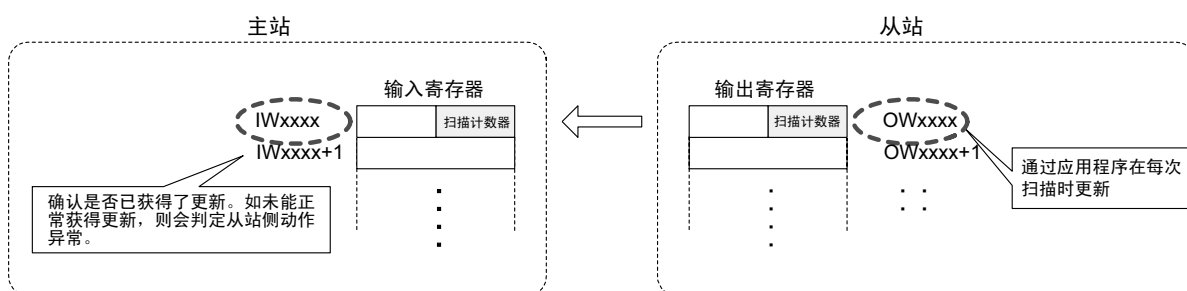 主站
从站
输入寄存器
输出寄存器
IWxxxx
扫描计数器
扫描计数器
OWxxxx
IWxxxx+1
OWxxxx+1
确认是否已获得了更新。如未能正
常获得更新，则会判定从站侧动作
异常。
通过应用程序在每次
扫描时更新